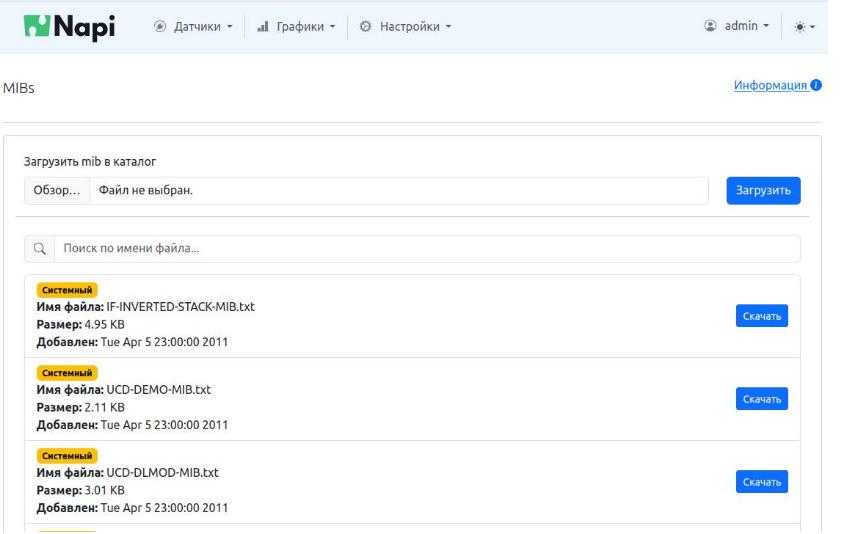 Napi Датчики Графики Настройки admin
MIBs Информация
Загрузить mib в каталог
Обзор... Файл не выбран. Загрузить
Поиск по имени файла...
Системный
Имя файла: IF-INVERTED-STACK-MIB.txt
Размер: 4.95 KB
Добавлен: Tue Apr 5 23:00:00 2011
Скачать
Системный
Имя файла: UCD-DEMO-MIB.txt
Размер: 2.11 KB
Добавлен: Tue Apr 5 23:00:00 2011
Скачать
Системный
Имя файла: UCD-DLMOD-MIB.txt
Размер: 3.01 KB
Добавлен: Tue Apr 5 23:00:00 2011
Скачать